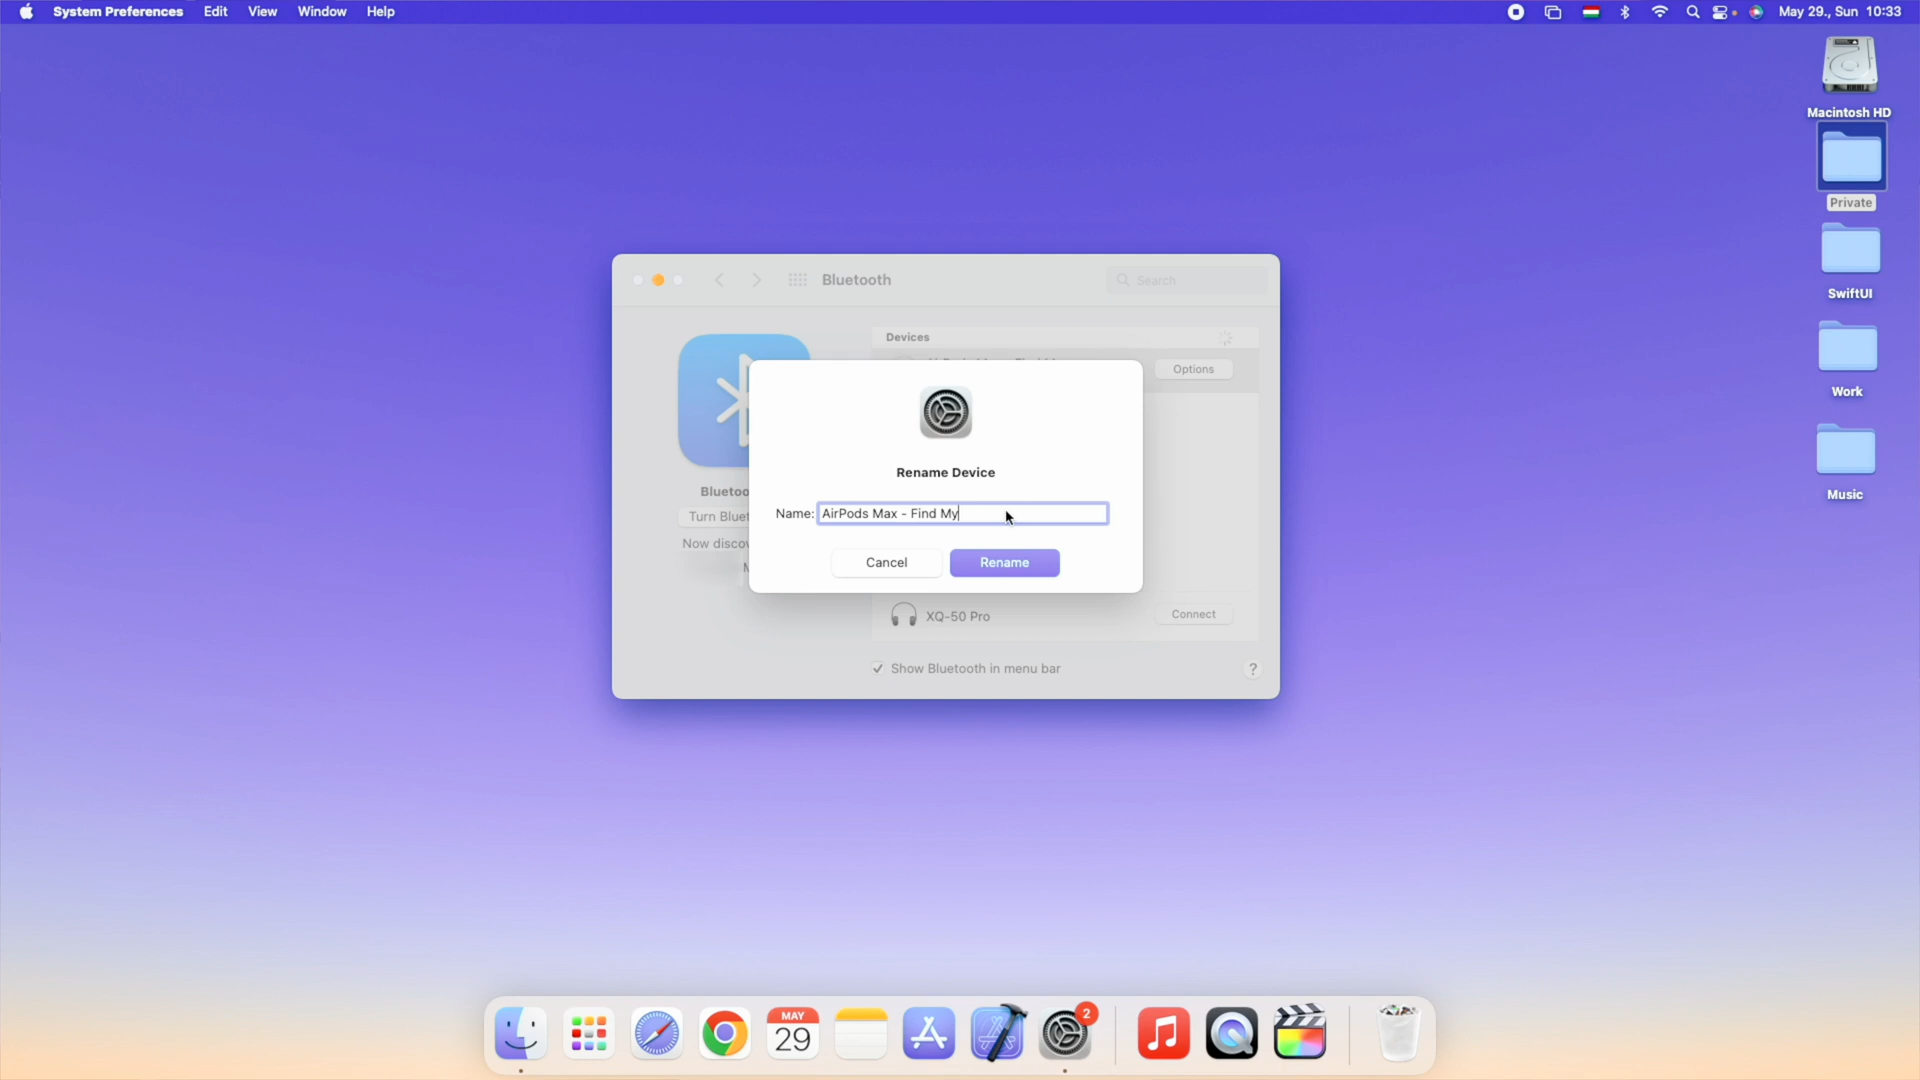 System Preferences Edit View Window Help
May 29., Sun 10:33
Macintosh HD
Private
SwiftUI
Work
Music
Bluetooth
Search
Devices
Options
Rename Device
Name: AirPods Max - Find My
Cancel
Rename
Turn
Now
XQ-50 Pro
Connect
Show Bluetooth in menu bar
?
MAY
29
2